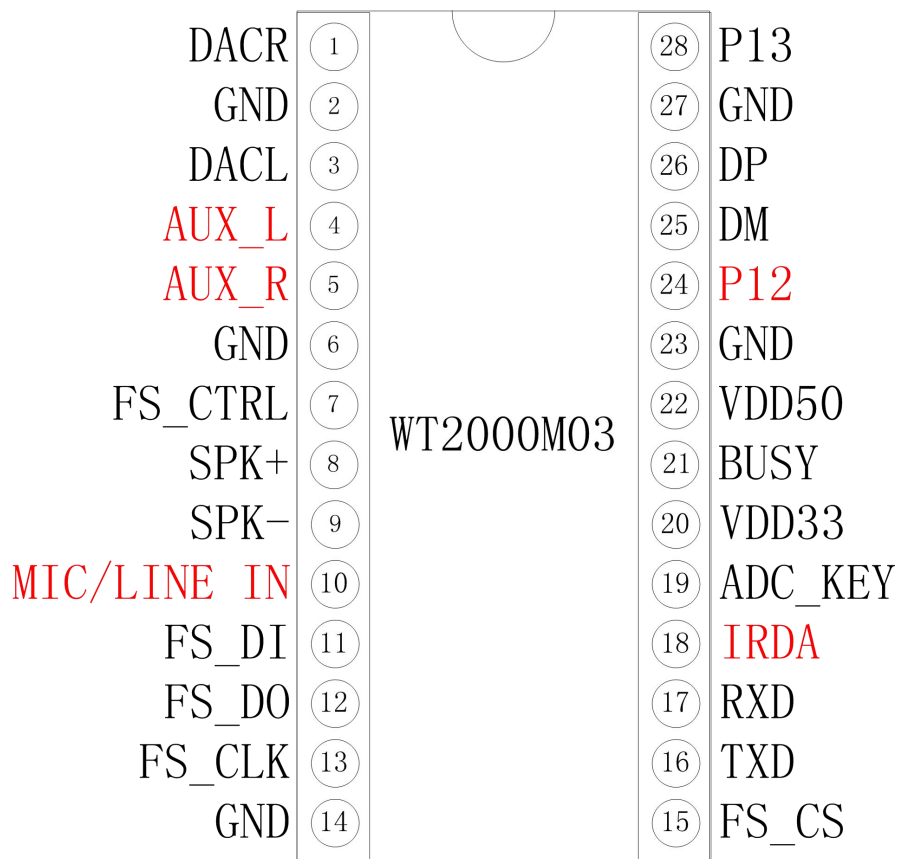 DACR 1 28 P13
GND 2 27 GND
DACL 3 26 DP
AUX_L 4 25 DM
AUX_R 5 24 P12
GND 6 23 GND
FS_CTRL 7 22 VDD50
WT2000M03
SPK+ 8 21 BUSY
SPK- 9 20 VDD33
MIC/LINE IN 10 19 ADC_KEY
FS_DI 11 18 IRDA
FS_DO 12 17 RXD
FS_CLK 13 16 TXD
GND 14 15 FS_CS